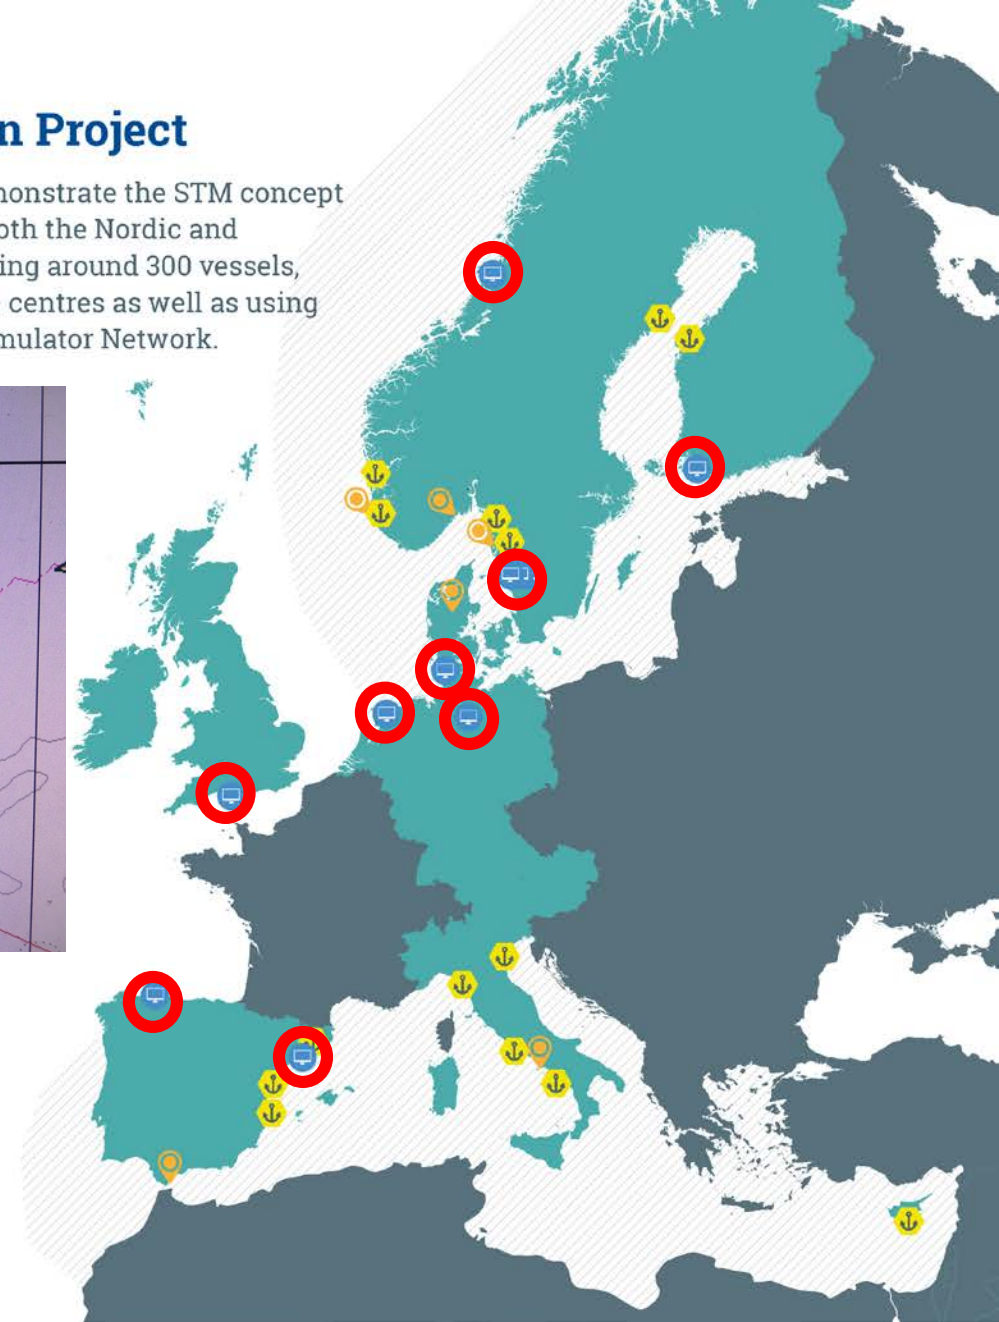 n Project
nonstrate the STM concept
oth the Nordic and
ing around 300 vessels,
centres as well as using
mulator Network.